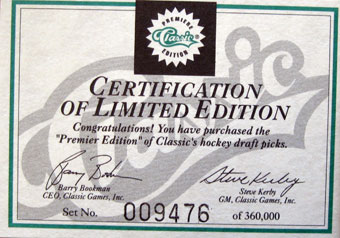 PREMIERE
Classic®
EDITION
CERTIFICATION
OF LIMITED EDITION
Congratulations! You have purchased the
"Premier Edition" of Classic's hockey draft picks.
Barry Bookman
Steve Kerby
CEO, Classic Games, Inc.
GM, Classic Games, Inc.
Set No. 009476 of 360,000